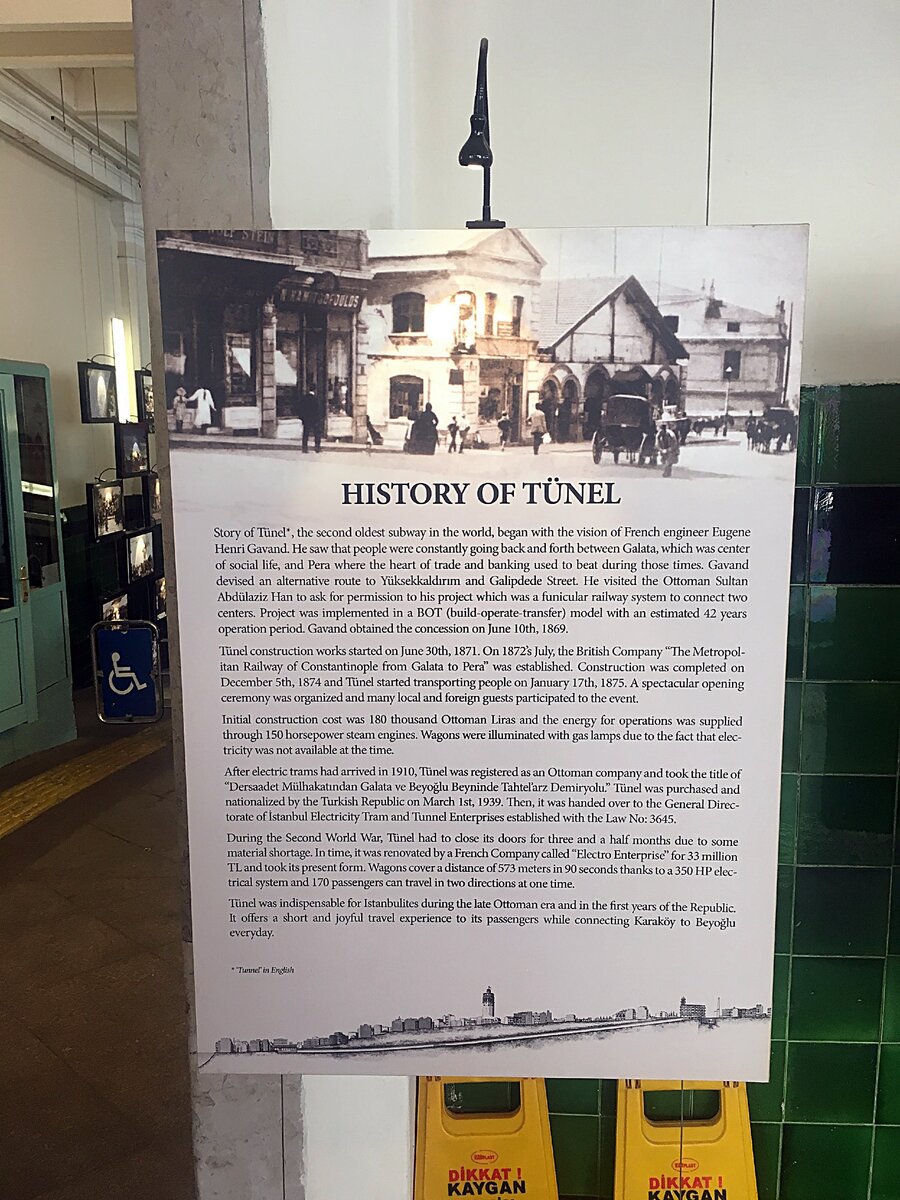 OLF STEIN
N KAMITOPOULOS
HISTORY OF TÜNEL
Story of Tünel*, the second oldest subway in the world, began with the vision of French engineer Eugene
Henri Gavand. He saw that people were constantly going back and forth between Galata, which was center
of social life, and Pera where the heart of trade and banking used to beat during those times. Gavand
devised an alternative route to Yüksekkaldırım and Galipdede Street. He visited the Ottoman Sultan
Abdülaziz Han to ask for permission to his project which was a funicular railway system to connect two
centers. Project was implemented in a BOT (build-operate-transfer) model with an estimated 42 years
operation period. Gavand obtained the concession on June 10th, 1869.
Tünel construction works started on June 30th, 1871. On 1872's July, the British Company “The Metropol-
itan Railway of Constantinople from Galata to Pera” was established. Construction was completed on
December 5th, 1874 and Tünel started transporting people on January 17th, 1875. A spectacular opening
ceremony was organized and many local and foreign guests participated to the event.
Initial construction cost was 180 thousand Ottoman Liras and the energy for operations was supplied
through 150 horsepower steam engines. Wagons were illuminated with gas lamps due to the fact that elec-
tricity was not available at the time.
After electric trams had arrived in 1910, Tünel was registered as an Ottoman company and took the title of
“Dersaadet Mülhakatından Galata ve Beyoğlu Beyninde Tahtel'arz Demiryolu.” Tünel was purchased and
nationalized by the Turkish Republic on March 1st, 1939. Then, it was handed over to the General Direc-
torate of İstanbul Electricity Tram and Tunnel Enterprises established with the Law No: 3645.
During the Second World War, Tünel had to close its doors for three and a half months due to some
material shortage. In time, it was renovated by a French Company called “Electro Enterprise” for 33 million
TL and took its present form. Wagons cover a distance of 573 meters in 90 seconds thanks to a 350 HP elec-
trical system and 170 passengers can travel in two directions at one time.
Tünel was indispensable for Istanbulites during the late Ottoman era and in the first years of the Republic.
It offers a short and joyful travel experience to its passengers while connecting Karaköy to Beyoğlu
everyday.
* 'Tunnel' in English
DİKKAT !
KAYGAN
DİKKAT !
KAYGAN